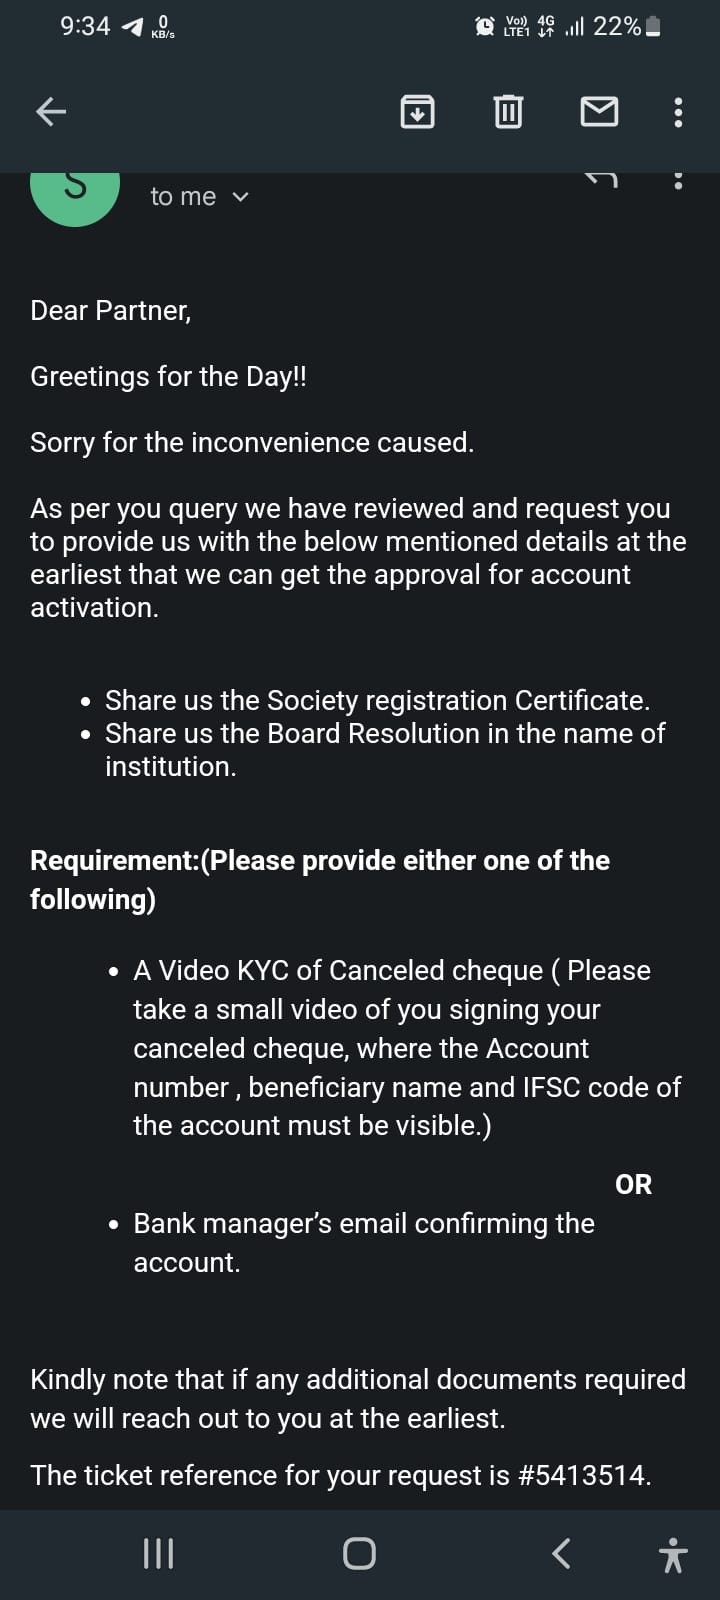 9:34 0 KB/s Vo)) LTE1 4G 22%
S
to me
Dear Partner,
Greetings for the Day!!
Sorry for the inconvenience caused.
As per you query we have reviewed and request you
to provide us with the below mentioned details at the
earliest that we can get the approval for account
activation.
• Share us the Society registration Certificate.
• Share us the Board Resolution in the name of
institution.
Requirement:(Please provide either one of the
following)
• A Video KYC of Canceled cheque ( Please
take a small video of you signing your
canceled cheque, where the Account
number , beneficiary name and IFSC code of
the account must be visible.)
OR
• Bank manager’s email confirming the
account.
Kindly note that if any additional documents required
we will reach out to you at the earliest.
The ticket reference for your request is #5413514.